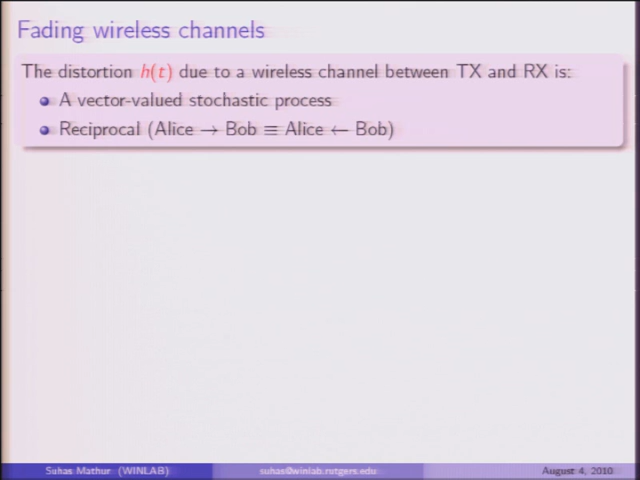 Fading wireless channels
The distortion h(t) due to a wireless channel between TX and RX is:
A vector-valued stochastic process
Reciprocal (Alice → Bob ≡ Alice ← Bob)
Suhas Mathur (WINLAB) suhas@winlab.rutgers.edu August 4, 2010